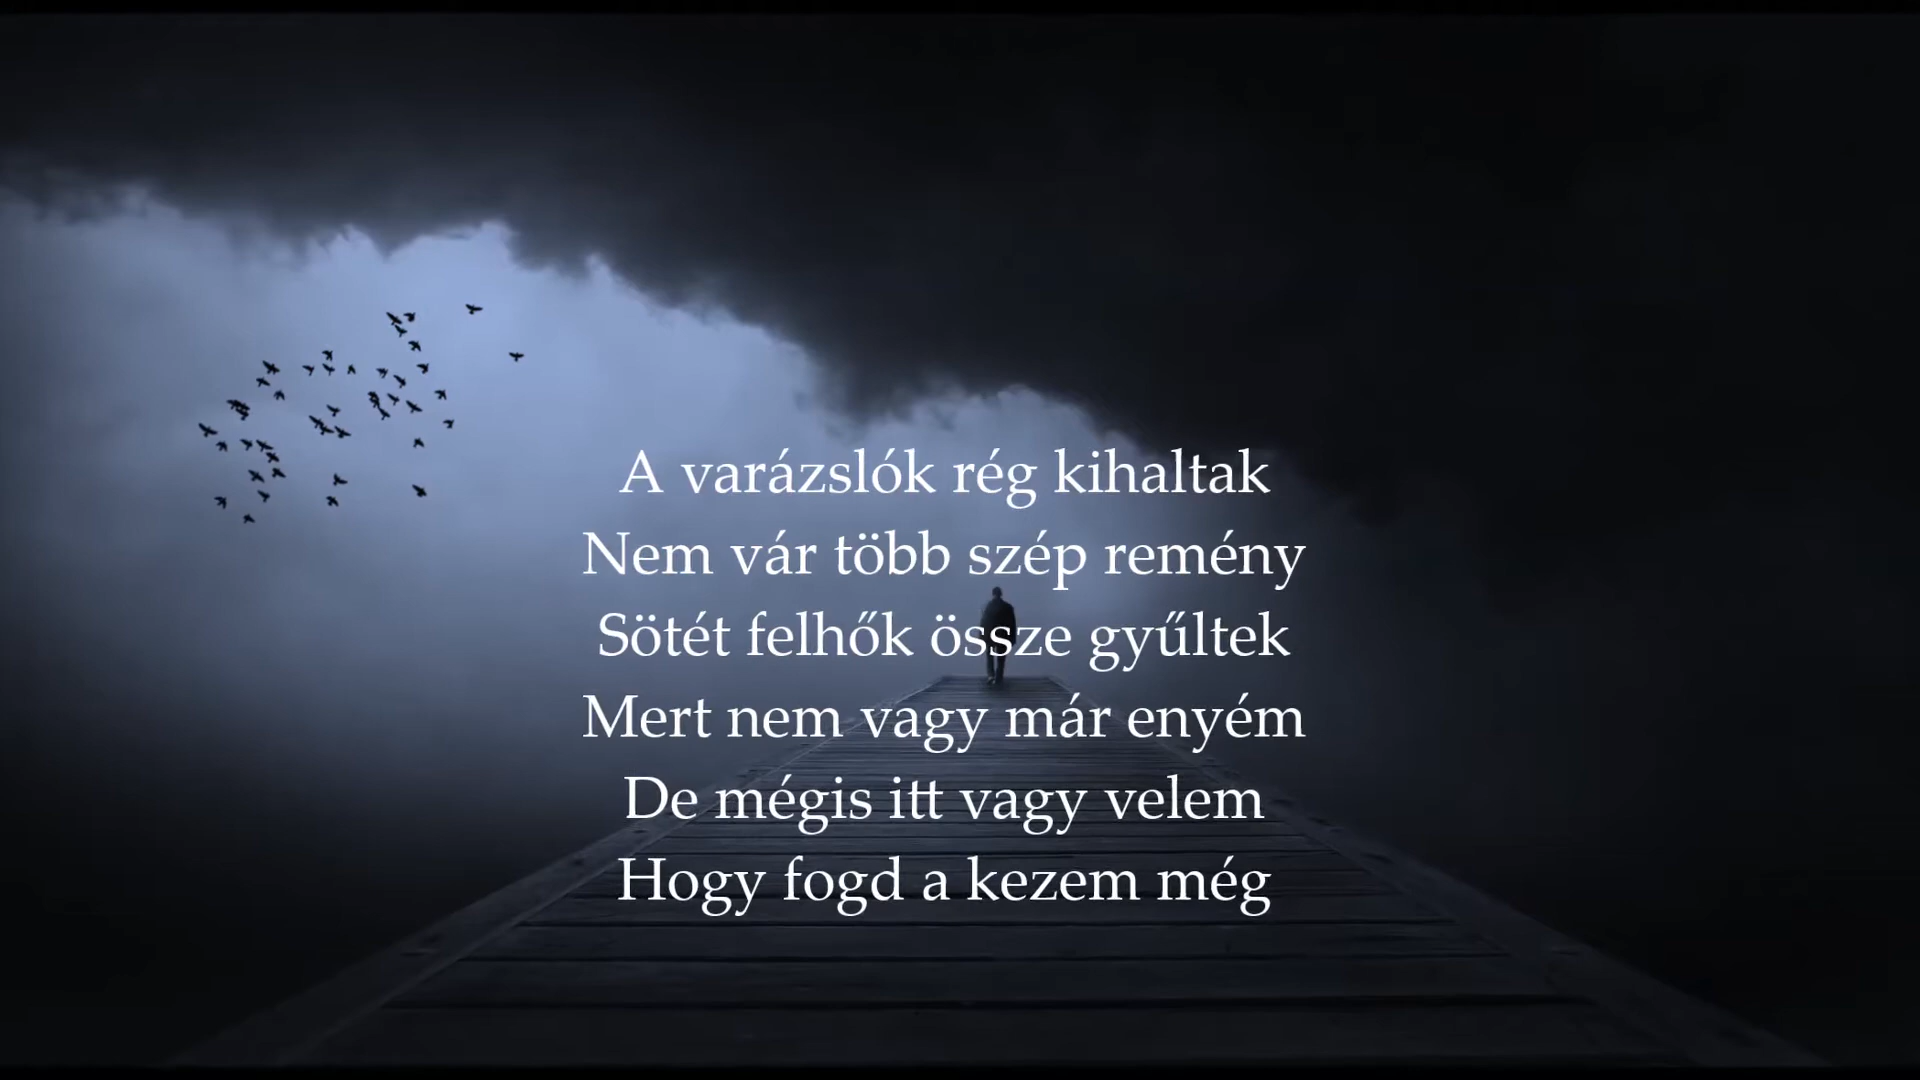 A varázslók rég kihaltak
Nem vár több szép remény
Sötét felhők össze gyűltek
Mert nem vagy már enyém
De mégis itt vagy velem
Hogy fogd a kezem még